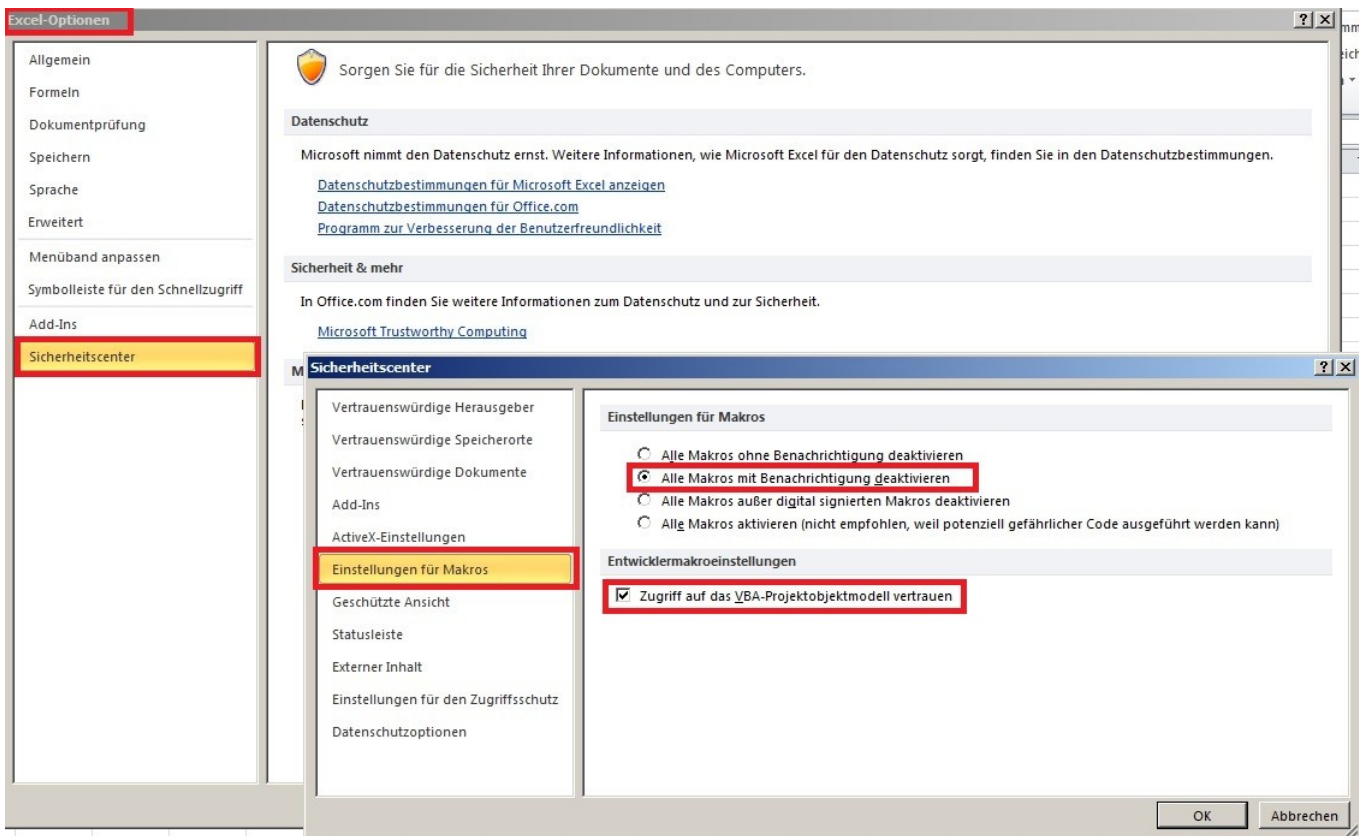 Excel-Optionen
Allgemein
Formeln
Dokumentprüfung
Speichern
Sprache
Erweitert
Menüband anpassen
Symbolleiste für den Schnellzugriff
Add-Ins
Sicherheitscenter
Sorgen Sie für die Sicherheit Ihrer Dokumente und des Computers.
Datenschutz
Microsoft nimmt den Datenschutz ernst. Weitere Informationen, wie Microsoft Excel für den Datenschutz sorgt, finden Sie in den Datenschutzbestimmungen.
Datenschutzbestimmungen für Microsoft Excel anzeigen
Datenschutzbestimmungen für Office.com
Programm zur Verbesserung der Benutzerfreundlichkeit
Sicherheit & mehr
In Office.com finden Sie weitere Informationen zum Datenschutz und zur Sicherheit.
Microsoft Trustworthy Computing
Sicherheitscenter
Vertrauenswürdige Herausgeber
Vertrauenswürdige Speicherorte
Vertrauenswürdige Dokumente
Add-Ins
ActiveX-Einstellungen
Einstellungen für Makros
Geschützte Ansicht
Statusleiste
Externer Inhalt
Einstellungen für den Zugriffsschutz
Datenschutzoptionen
Einstellungen für Makros
Alle Makros ohne Benachrichtigung deaktivieren
Alle Makros mit Benachrichtigung deaktivieren
Alle Makros außer digital signierten Makros deaktivieren
Alle Makros aktivieren (nicht empfohlen, weil potenziell gefährlicher Code ausgeführt werden kann)
Entwicklermakroeinstellungen
Zugriff auf das VBA-Projektobjektmodell vertrauen
OK
Abbrechen